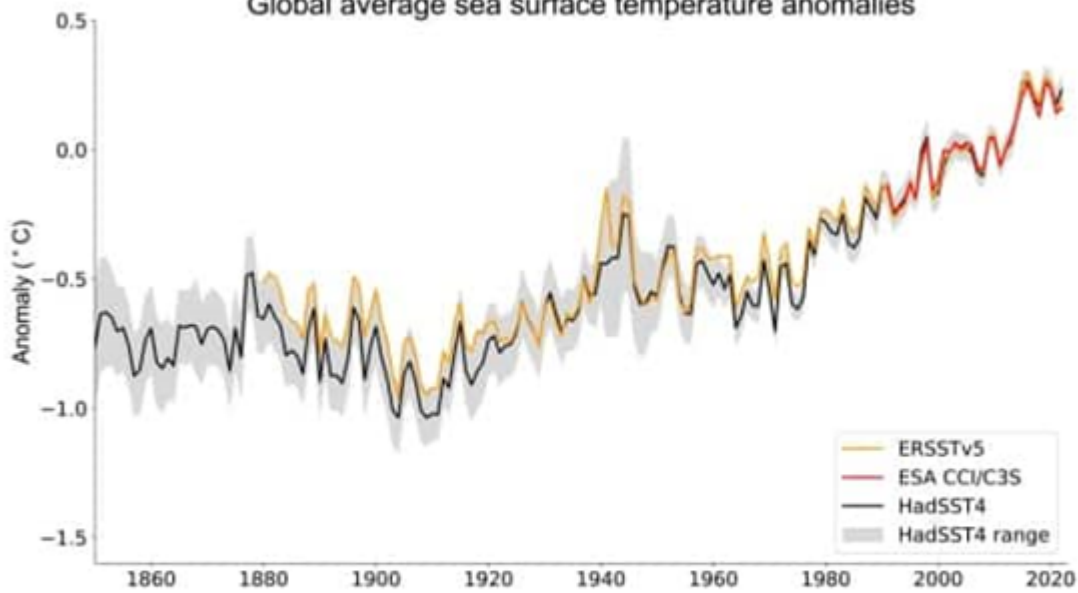 Global average sea surface temperature anomalies
0.5
0.0
−0.5
−1.0
−1.5
Anomaly (°C)
1860 1880 1900 1920 1940 1960 1980 2000 2020
ERSSTv5
ESA CCI/C3S
HadSST4
HadSST4 range